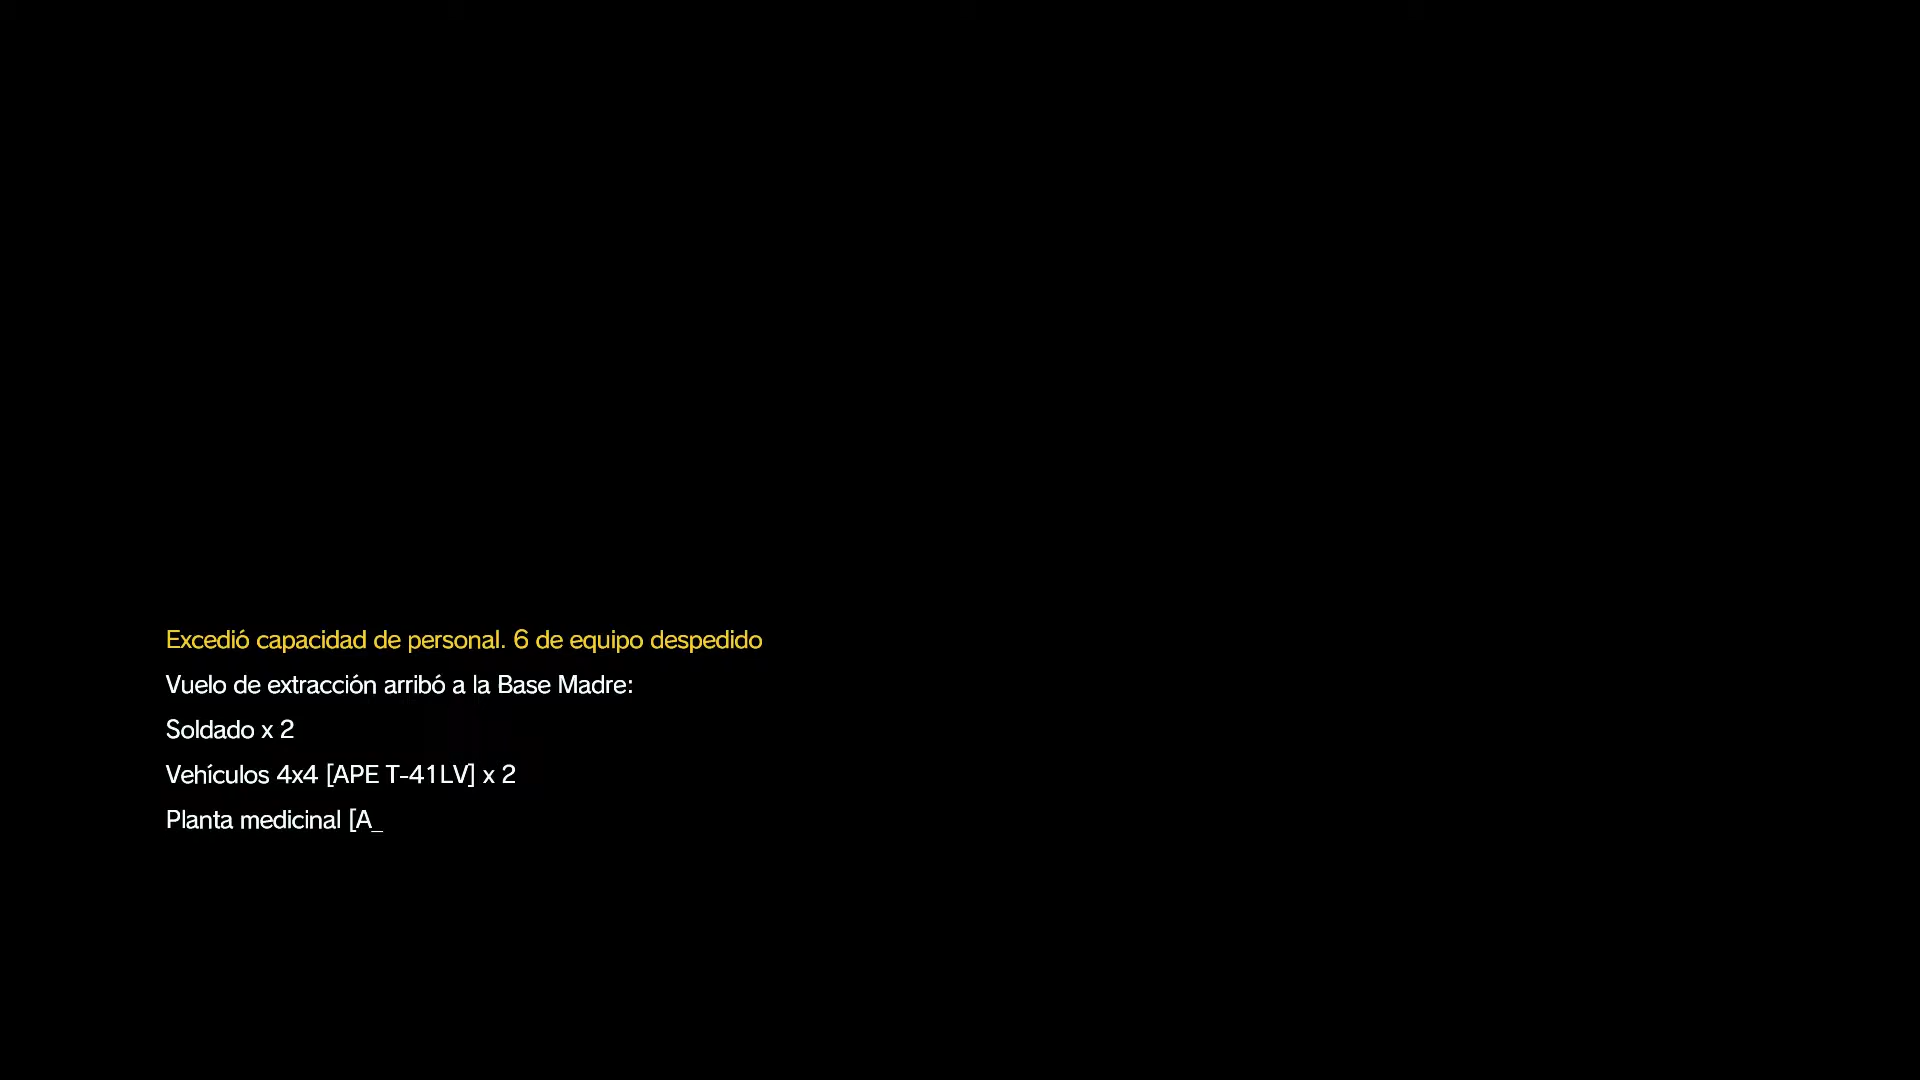 Excedió capacidad de personal. 6 de equipo despedido
Vuelo de extracción arribó a la Base Madre:
Soldado x 2
Vehículos 4x4 [APE T-41LV] x 2
Planta medicinal [A_